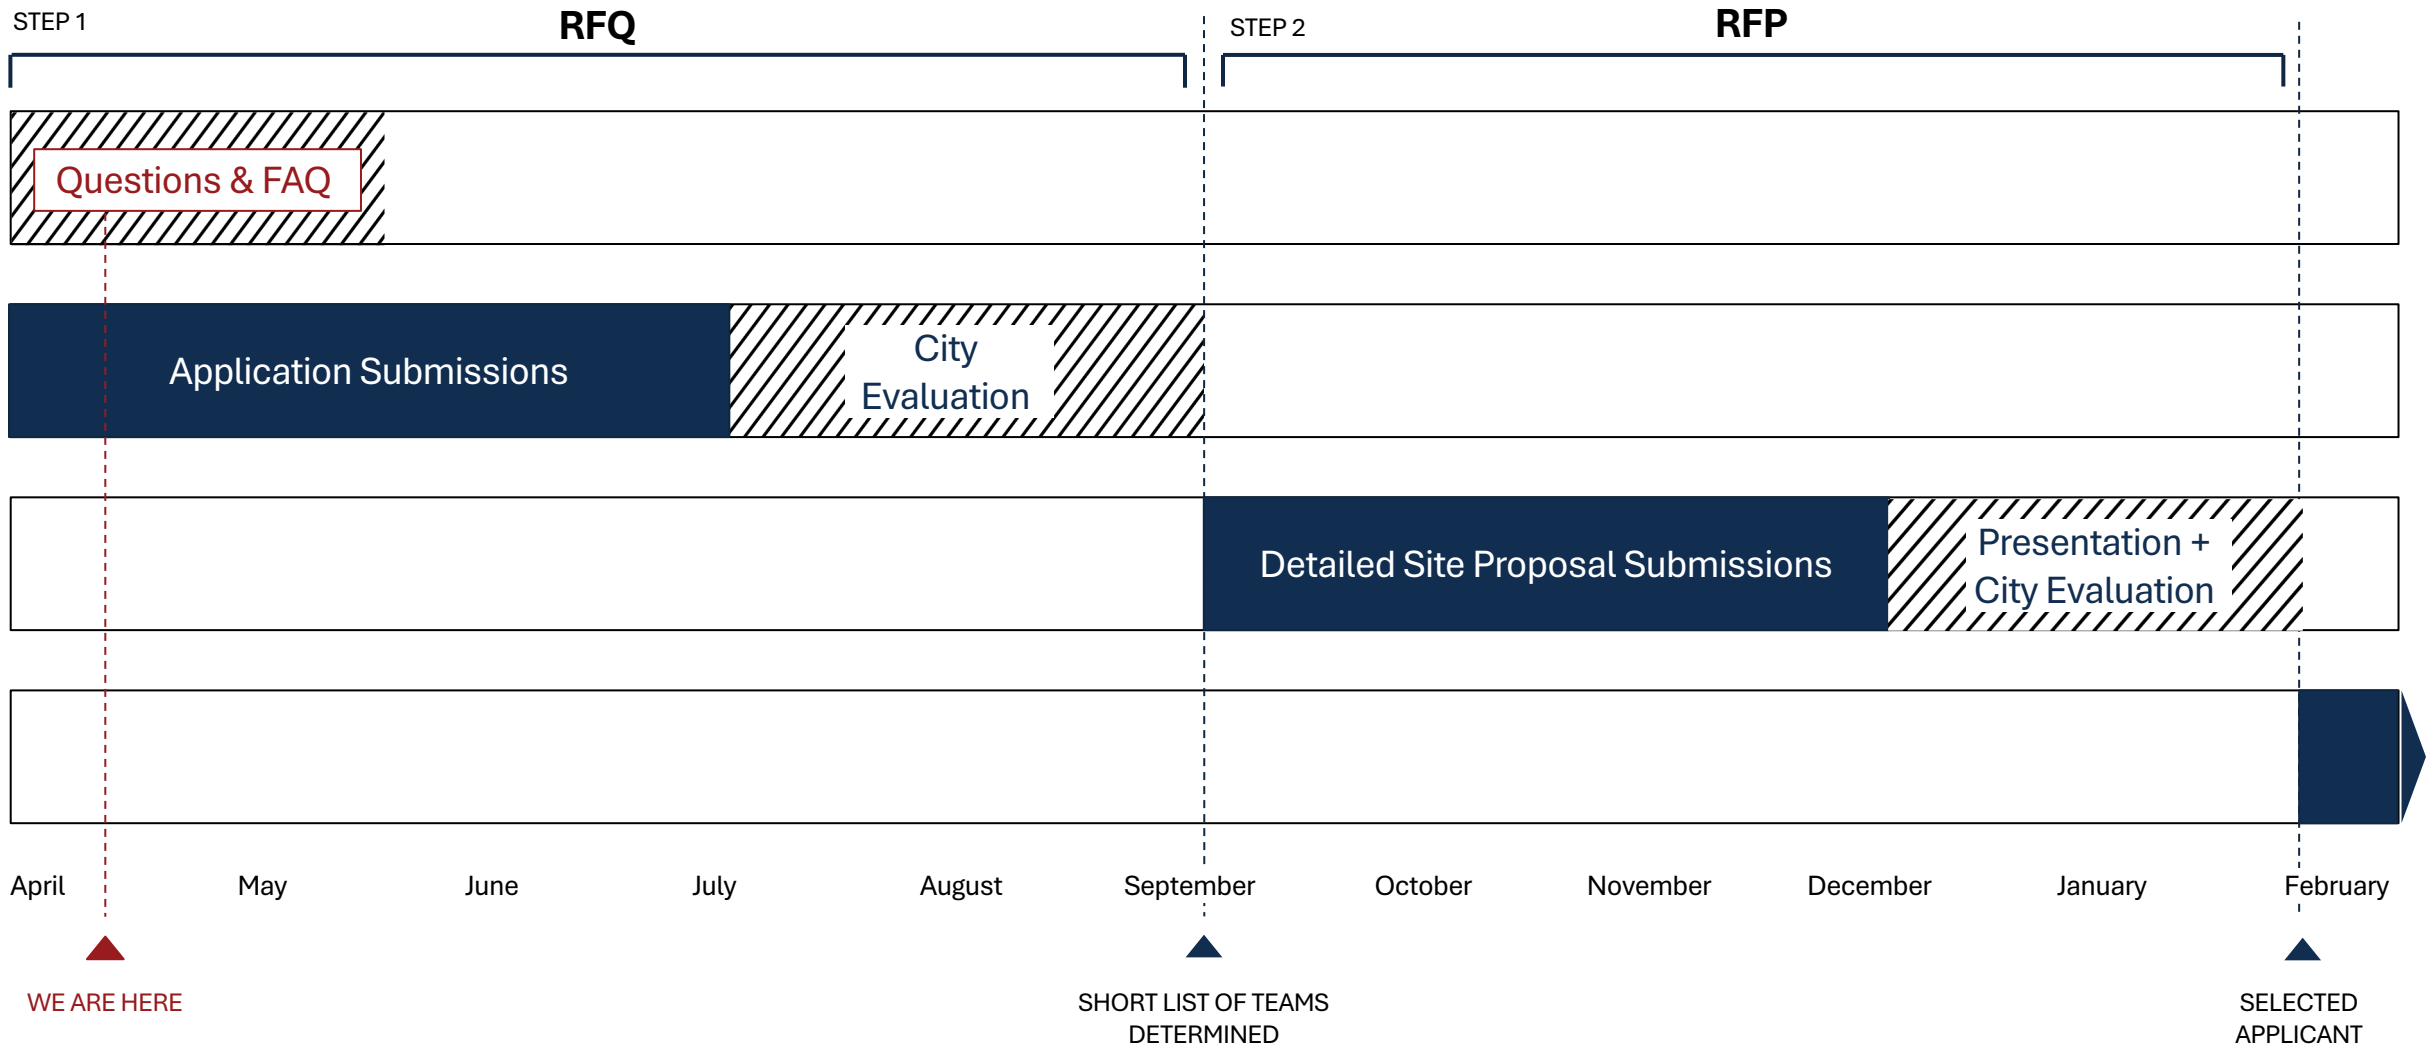 STEP 1
RFQ
STEP 2
RFP
Questions & FAQ
Application Submissions
City
Evaluation
Detailed Site Proposal Submissions
Presentation +
City Evaluation
April
May
June
July
August
September
October
November
December
January
February
WE ARE HERE
SHORT LIST OF TEAMS
DETERMINED
SELECTED
APPLICANT